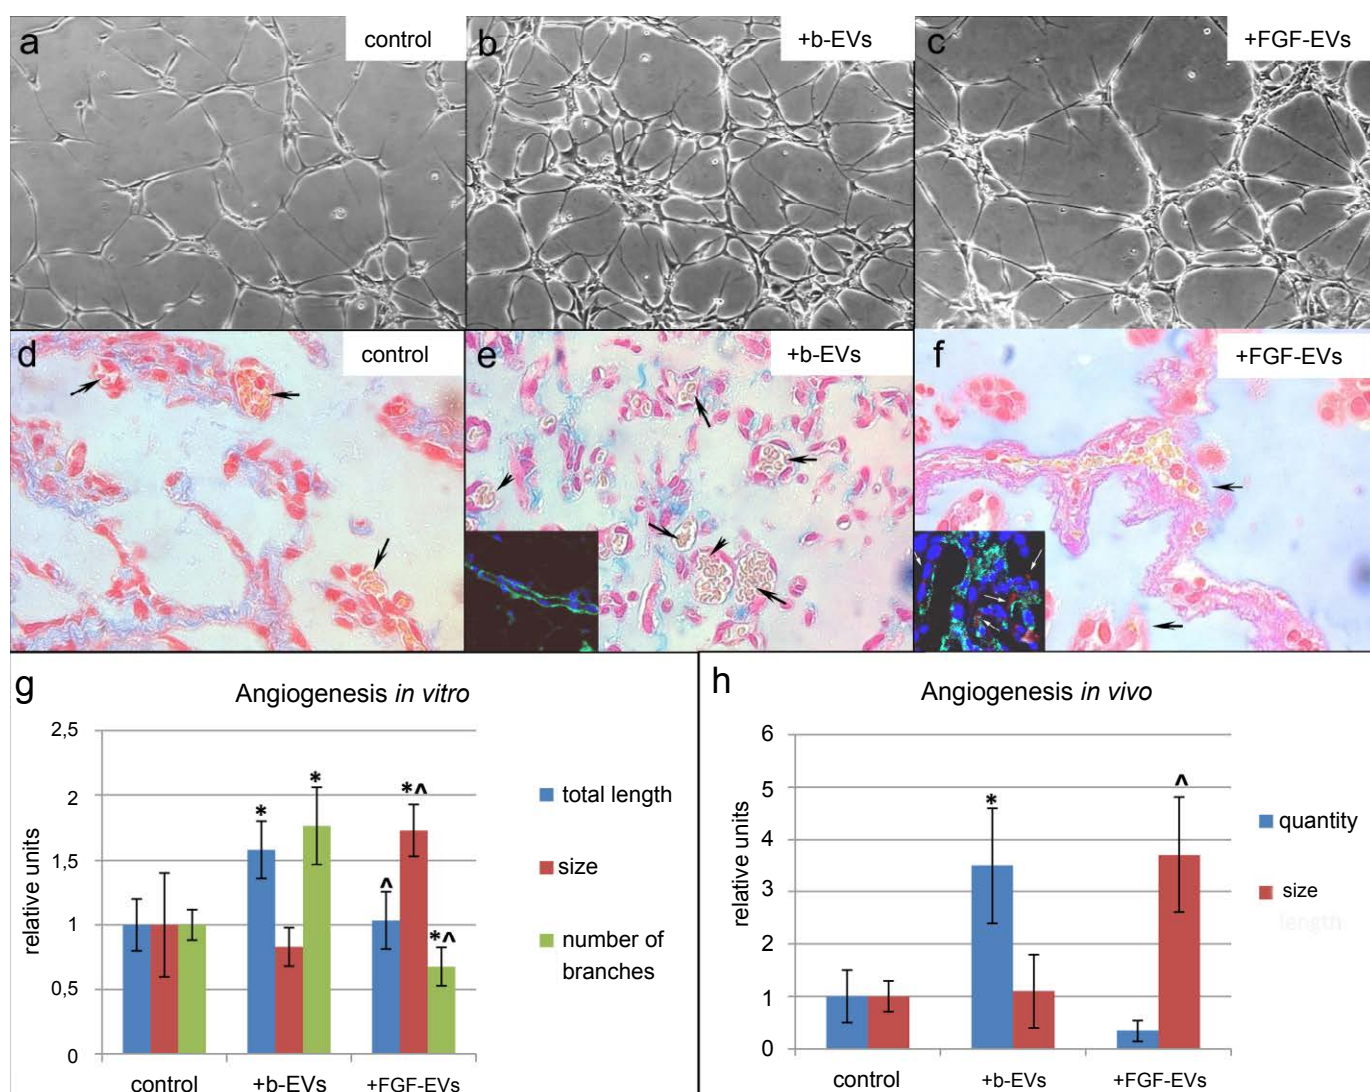 a
control
b
+b-EVs
c
+FGF-EVs
d
control
e
+b-EVs
f
+FGF-EVs
g
Angiogenesis in vitro
2,5
2
1,5
1
0,5
0
relative units
*
*
^
*^
*^
control
+b-EVs
+FGF-EVs
total length
size
number of
branches
h
Angiogenesis in vivo
6
5
4
3
2
1
0
relative units
*
^
control
+b-EVs
+FGF-EVs
quantity
size
length